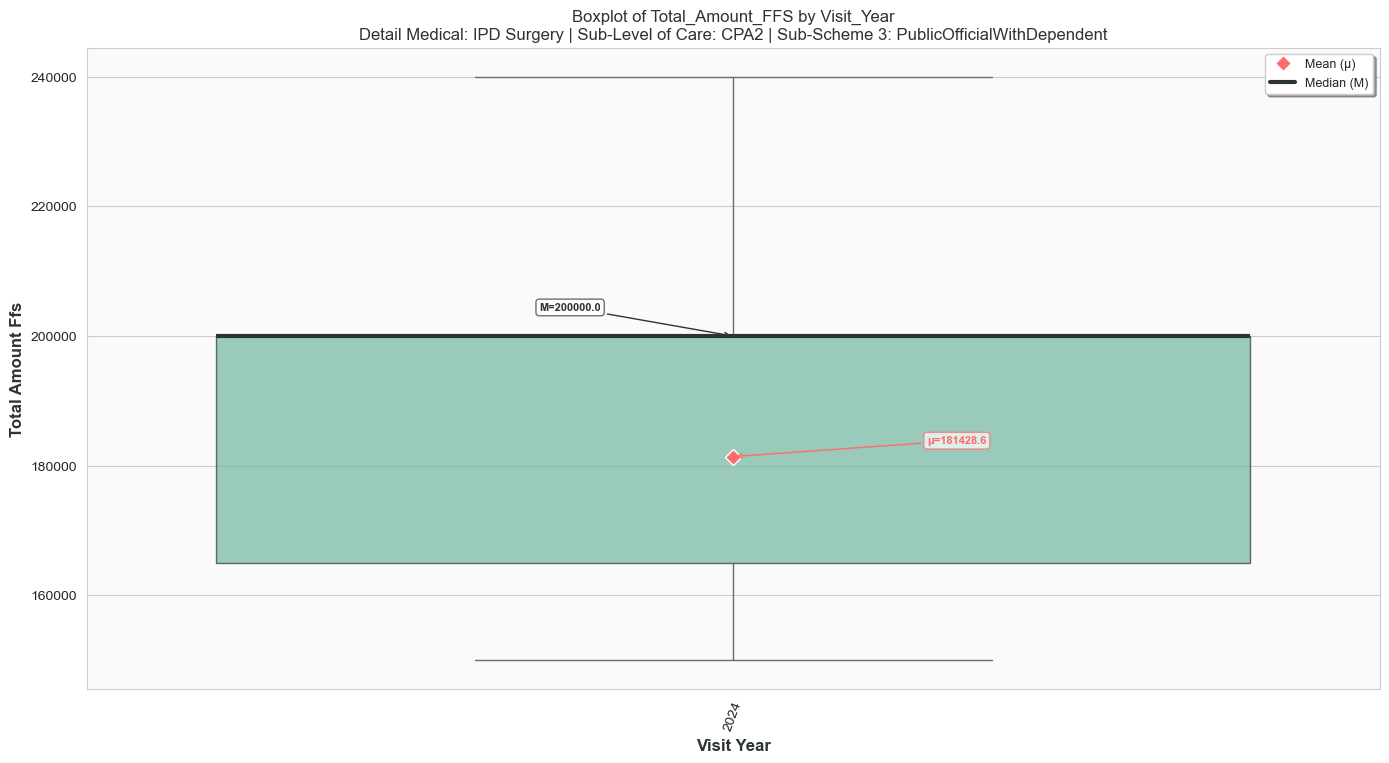 Boxplot of Total_Amount_FFS by Visit_Year
Detail Medical: IPD Surgery | Sub-Level of Care: CPA2 | Sub-Scheme 3: PublicOfficialWithDependent
Mean (μ)
Median (M)
240000
220000
200000
180000
160000
Total Amount Ffs
M=200000.0
μ=181428.6
2024
Visit Year